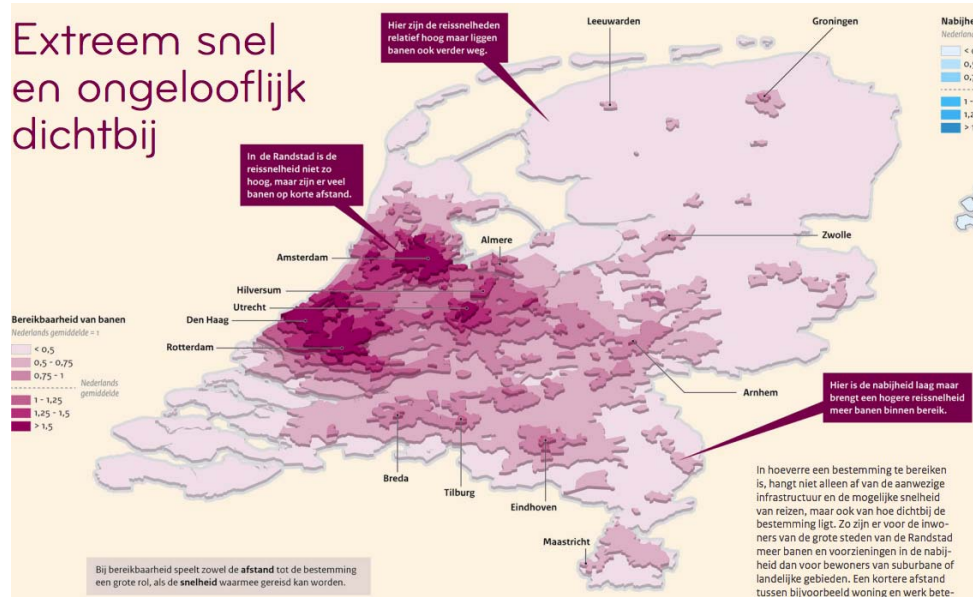 Extreem snel
en ongelooflijk
dichtbij
Hier zijn de reissnelheden
relatief hoog maar liggen
banen ook verder weg.
Leeuwarden
Groningen
In de Randstad is de
reissnelheid niet zo
hoog, maar zijn er veel
banen op korte afstand.
Amsterdam
Almere
Zwolle
Hilversum
Utrecht
Den Haag
Rotterdam
Arnhem
Breda
Tilburg
Eindhoven
Maastricht
Bereikbaarheid van banen
Nederlands gemiddelde = 1
< 0,5
0,5 - 0,75
0,75 - 1
Nederlands
gemiddelde
1 - 1,25
1,25 - 1,5
> 1,5
Hier is de nabijheid laag maar
brengt een hogere reissnelheid
meer banen binnen bereik.
In hoeverre een bestemming te bereiken
is, hangt niet alleen af van de aanwezige
infrastructuur en de mogelijke snelheid
van reizen, maar ook van hoe dichtbij de
bestemming ligt. Zo zijn er voor de inwo-
ners van de grote steden van de Randstad
meer banen en voorzieningen in de nabij-
heid dan voor bewoners van suburbane of
landelijke gebieden. Een kortere afstand
tussen bijvoorbeeld woning en werk bete-
Bij bereikbaarheid speelt zowel de afstand tot de bestemming
een grote rol, als de snelheid waarmee gereisd kan worden.